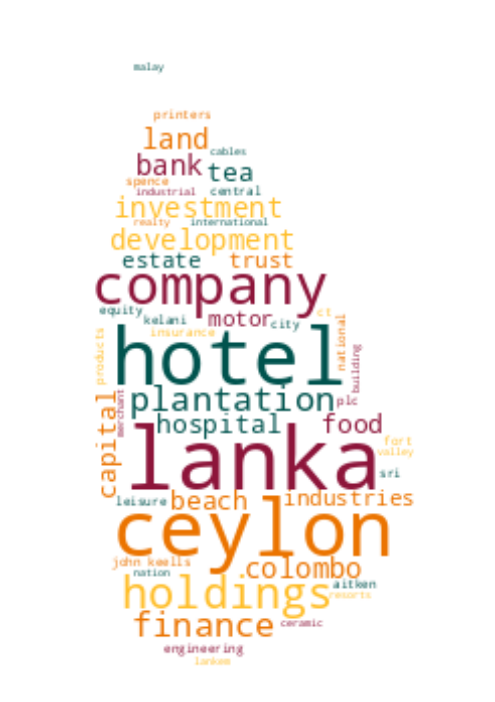 malay
printers
land
cables
bank tea
spence
industrial central
investment
realty international
development
estate trust
company
equity ct
kelani motor city
insurance national
hotel
products building
plantation plc
merchant
capital hospital food
fort
lanka valley
sri
leisure beach industries
ceylon
john keells colombo
nation aitken
holdings resorts
finance ceramic
engineering
lankem